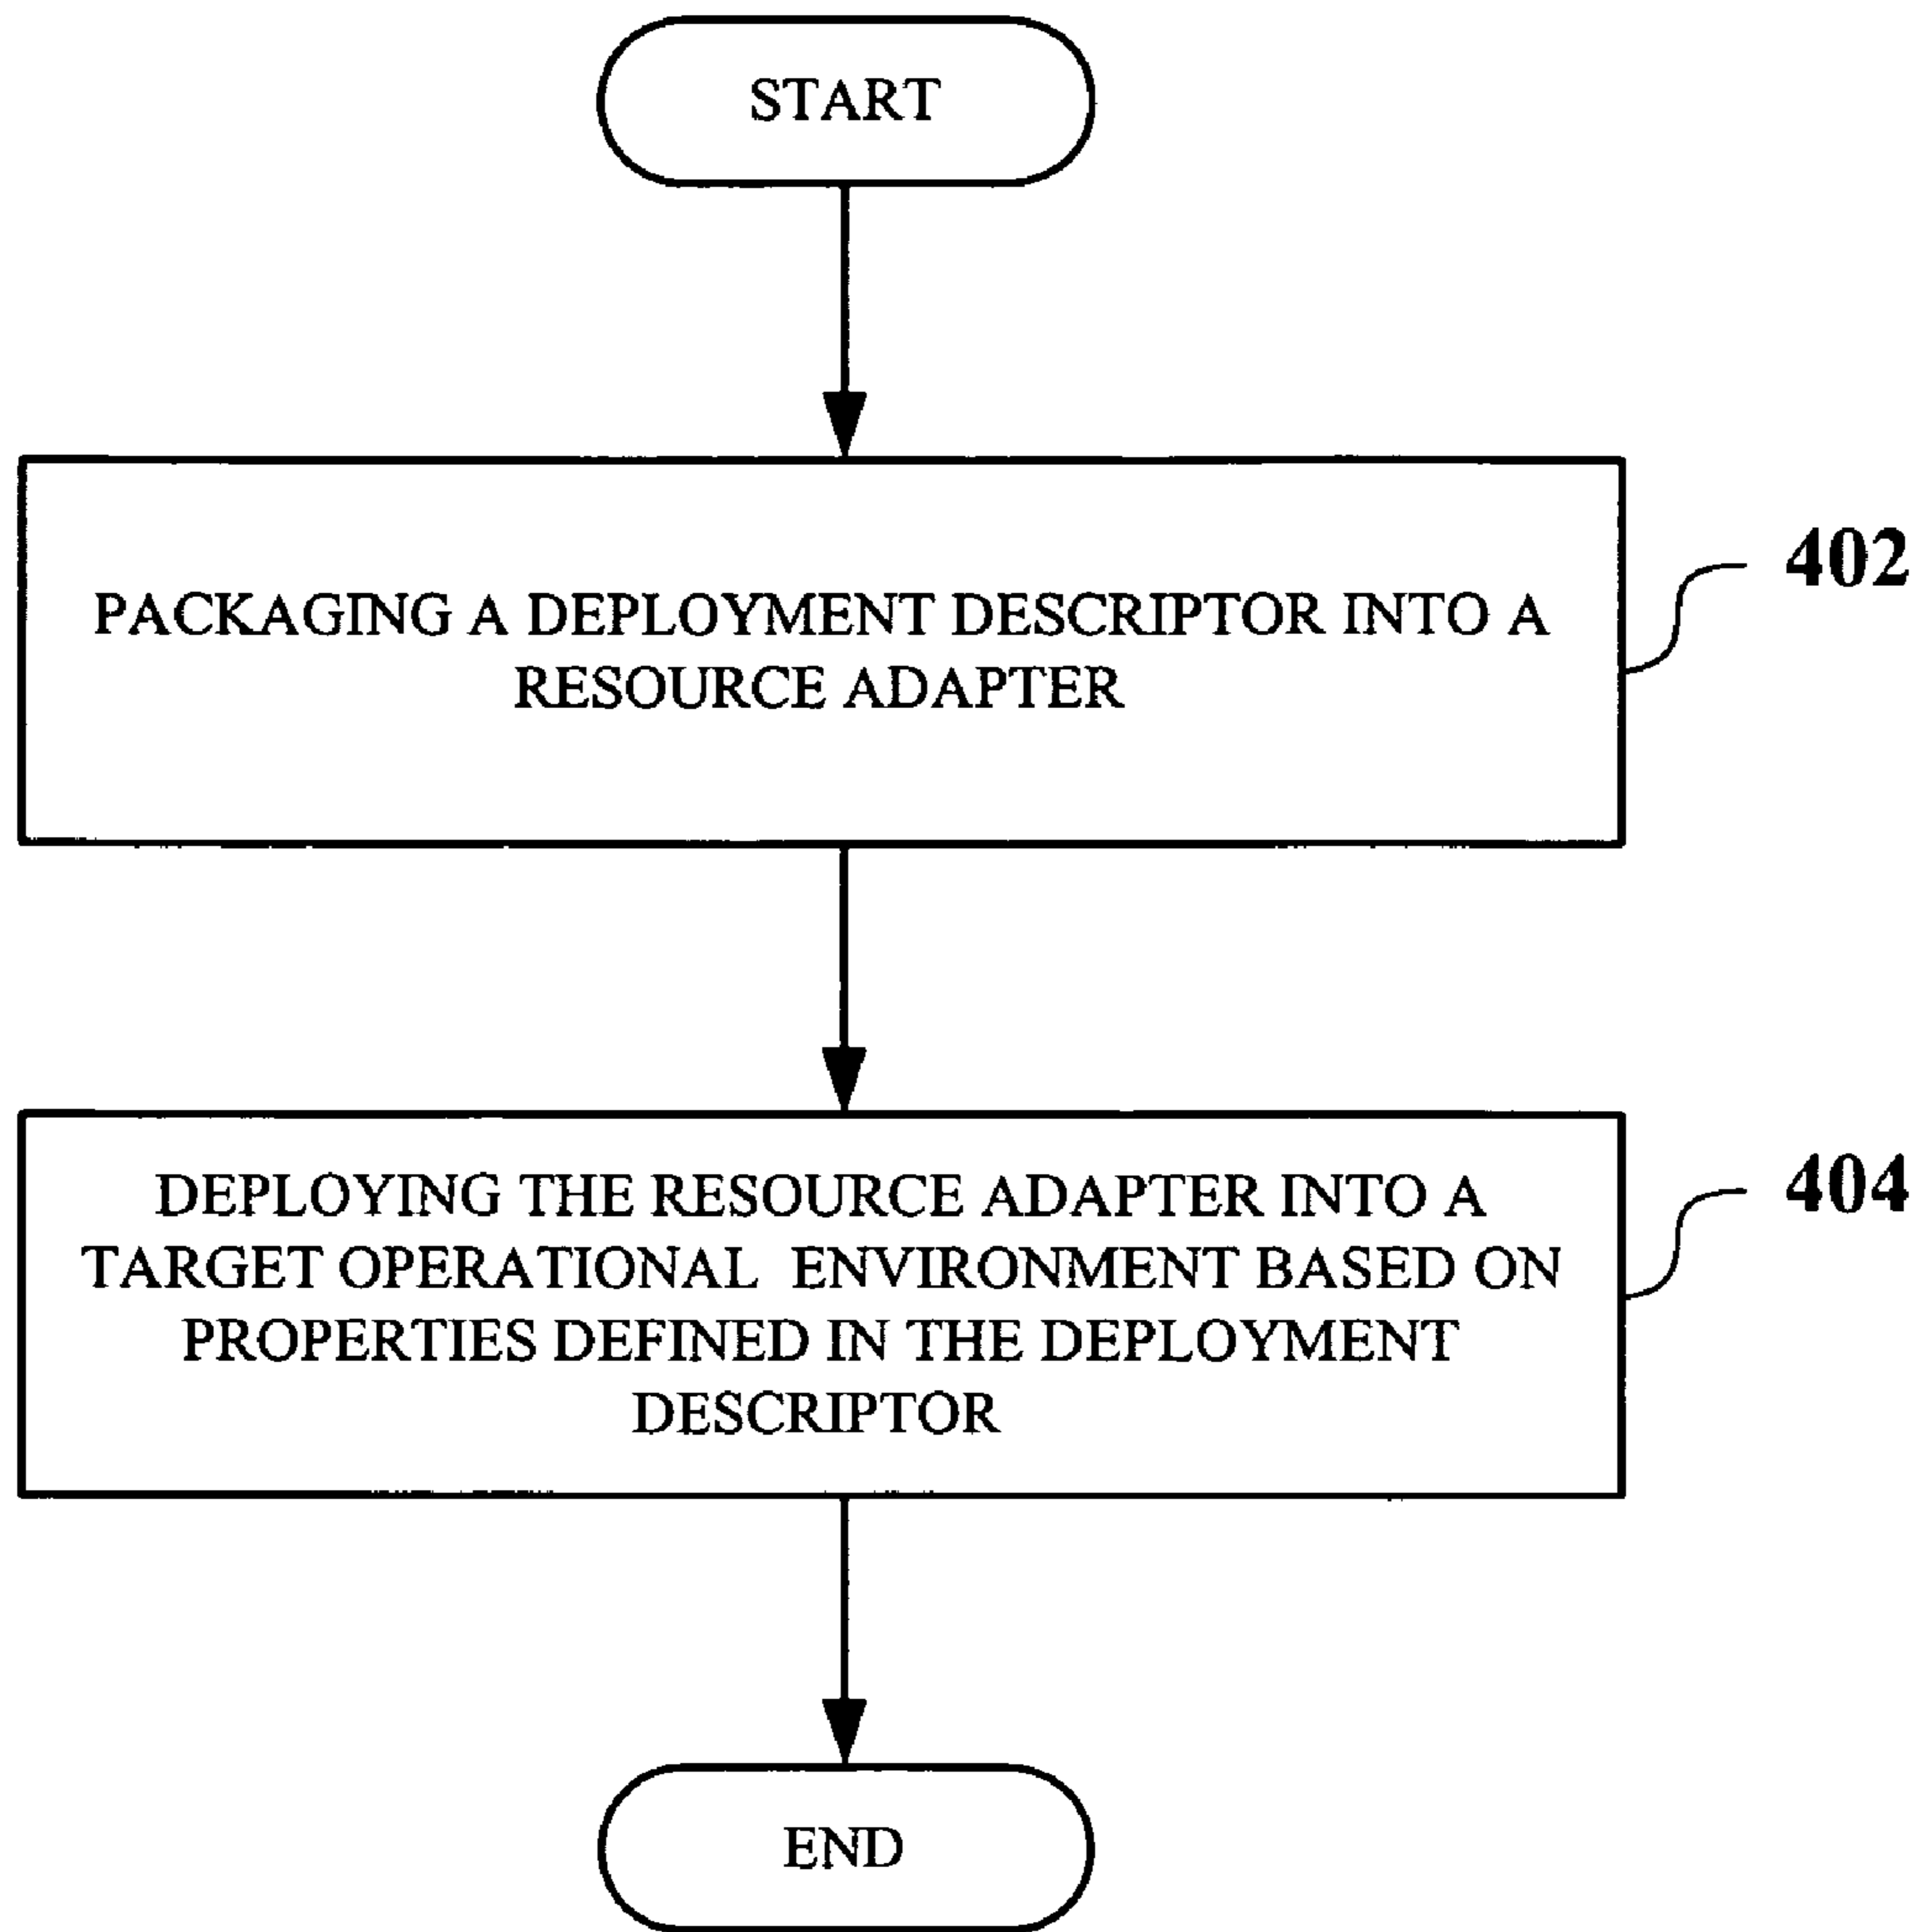 START
402
PACKAGING A DEPLOYMENT DESCRIPTOR INTO A
RESOURCE ADAPTER
404
DEPLOYING THE RESOURCE ADAPTER INTO A
TARGET OPERATIONAL ENVIRONMENT BASED ON
PROPERTIES DEFINED IN THE DEPLOYMENT
DESCRIPTOR
END